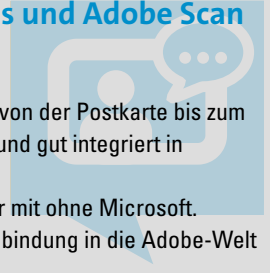 s und Adobe Scan
von der Postkarte bis zum
und gut integriert in
r mit ohne Microsoft.
bindung in die Adobe-Welt